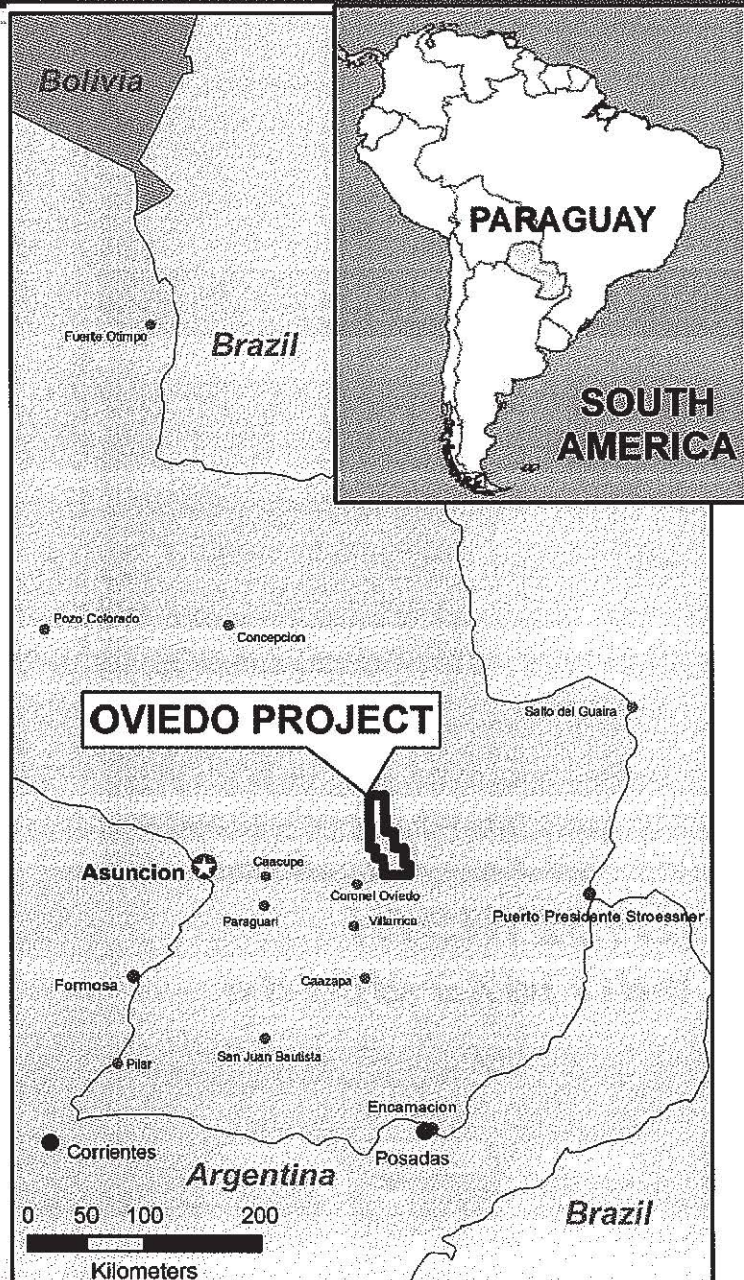 Bolivia
PARAGUAY
SOUTH
AMERICA
Fuerte Olimpo
Brazil
Pozo Colorado
Concepcion
OVIEDO PROJECT
Salto del Guaira
Asuncion
Caacupe
Coronel Oviedo
Paraguari
Villarrica
Puerto Presidente Stroessner
Formosa
Caazapa
San Juan Bautista
Pilar
Encarnacion
Corrientes
Posadas
Argentina
Brazil
0 50 100 200
Kilometers